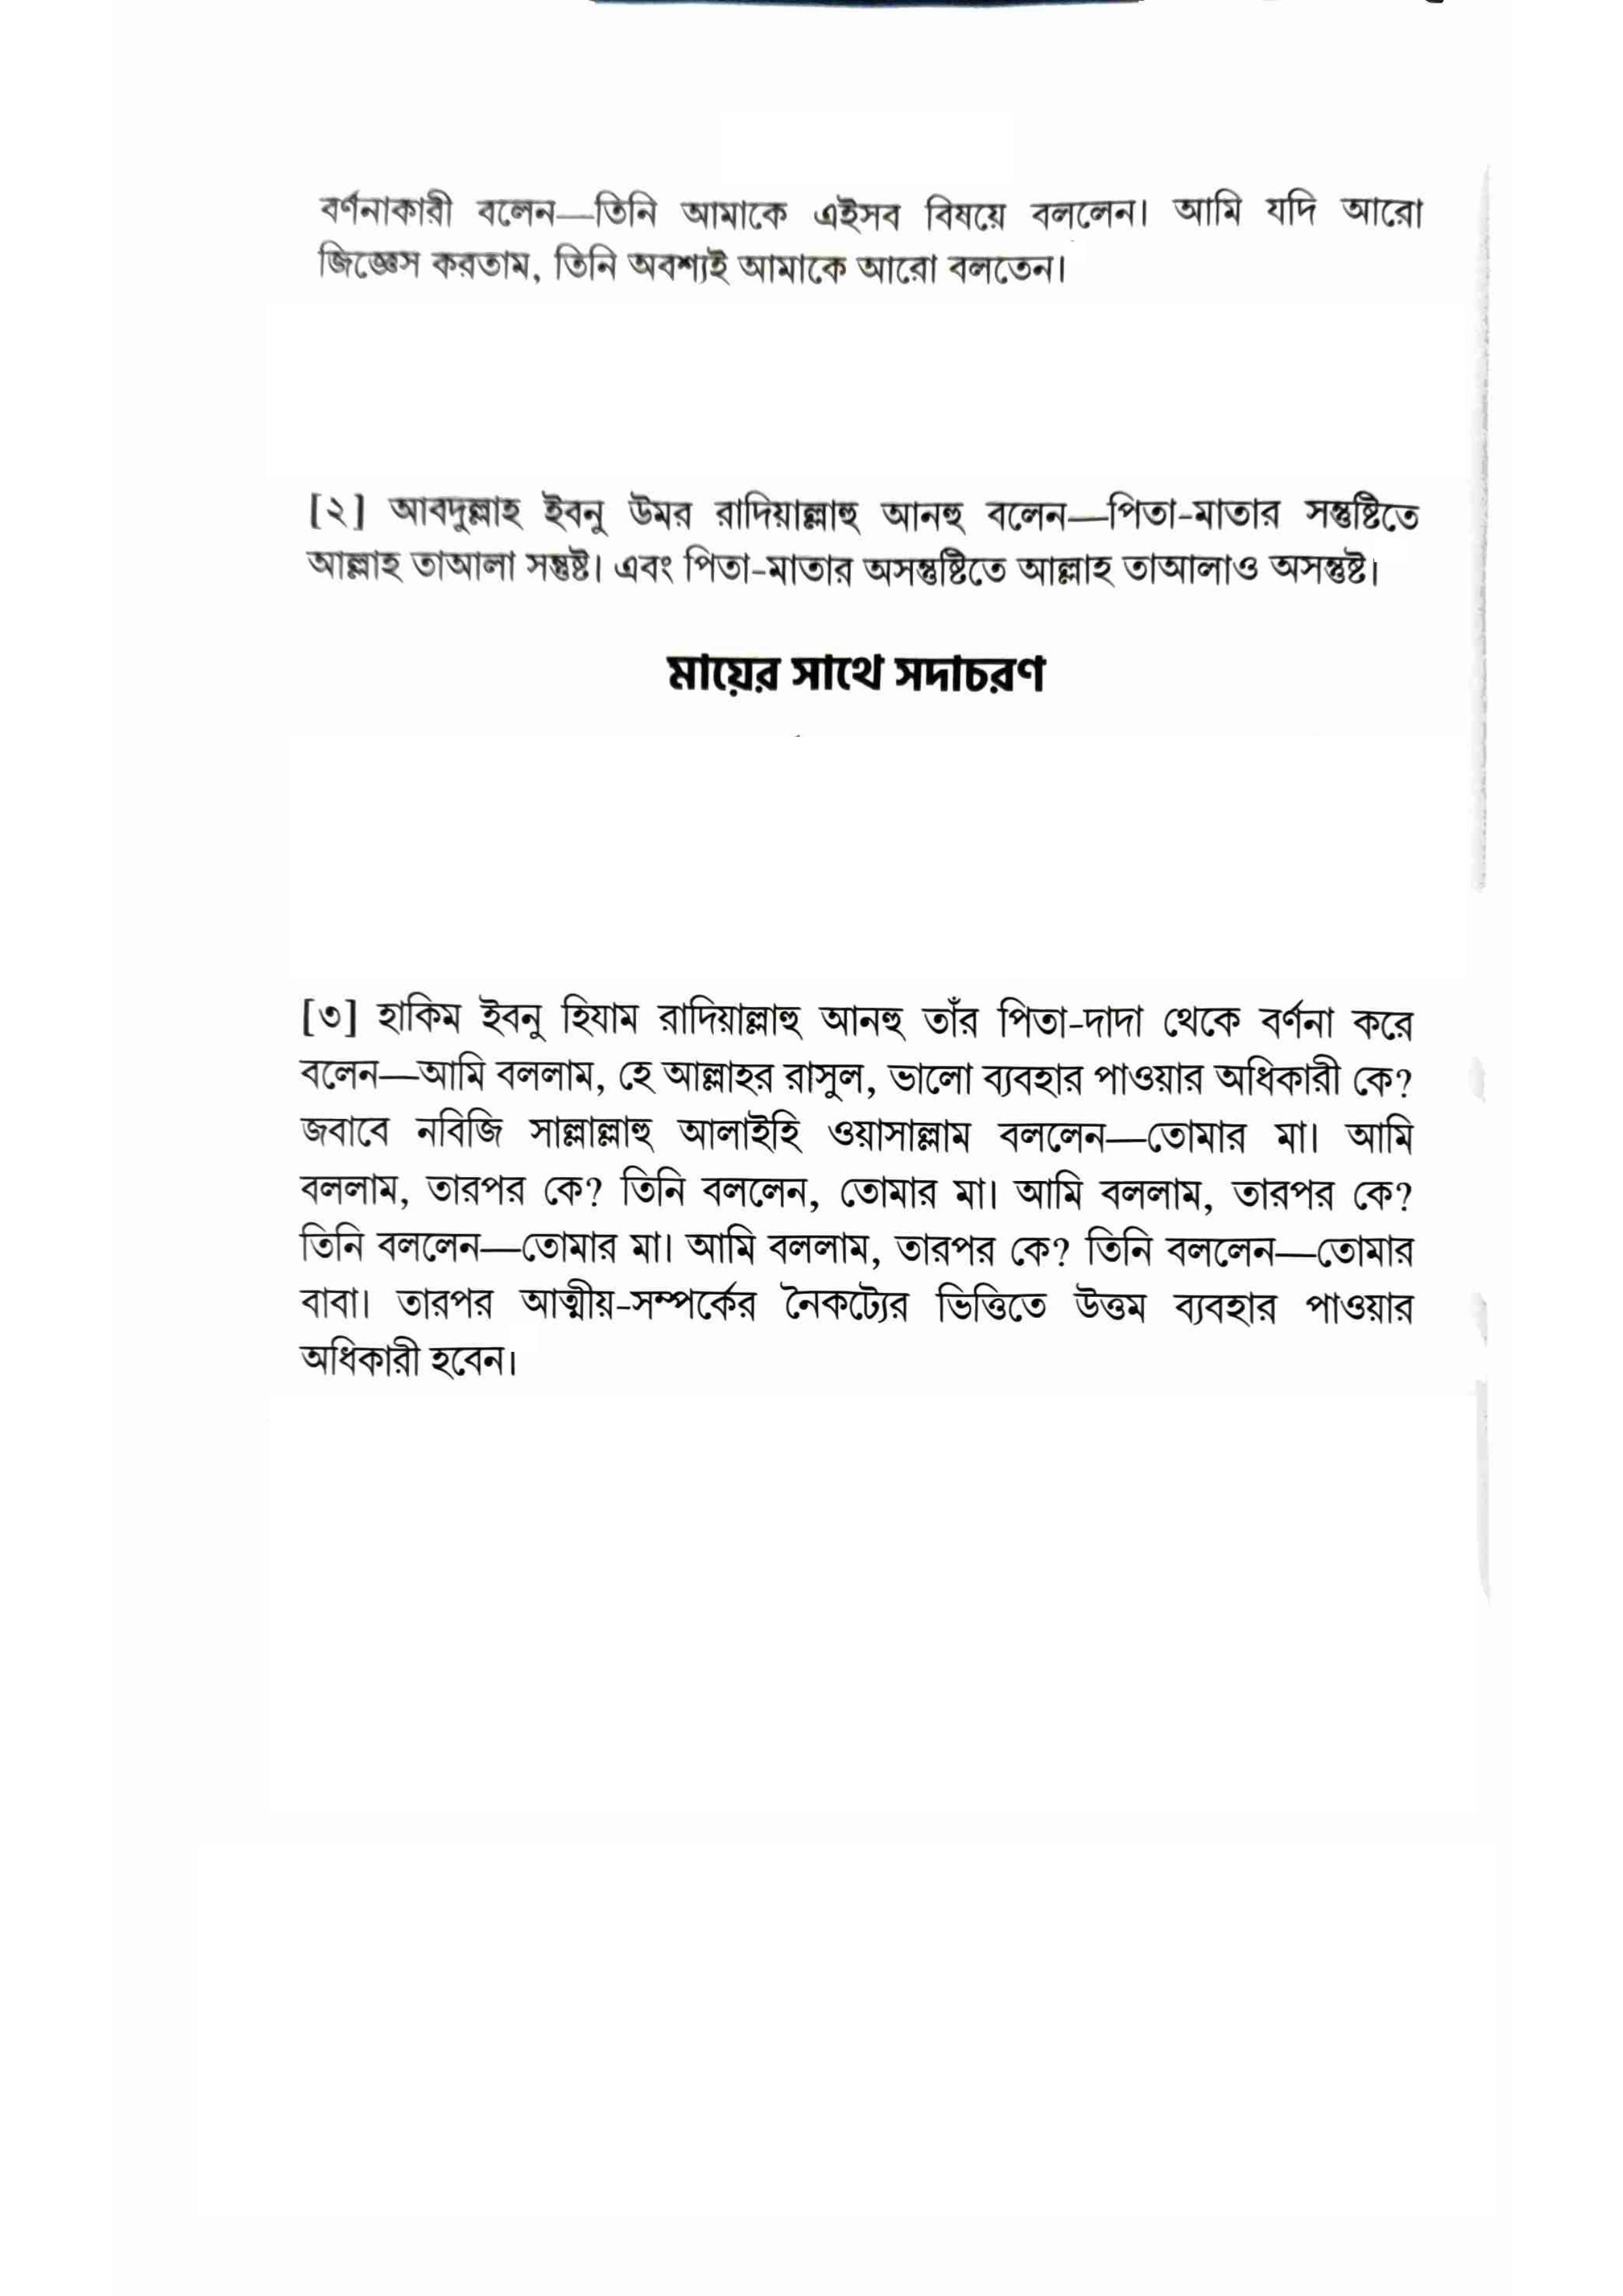 বর্ণনাকারী বলেন—তিনি আমাকে এইসব বিষয়ে বললেন। আমি যদি আরো
জিজ্ঞেস করতাম, তিনি অবশ্যই আমাকে আরো বলতেন।
[২] আবদুল্লাহ ইবনু উমর রাদিয়াল্লাহু আনহু বলেন—পিতা-মাতার সন্তুষ্টিতে
আল্লাহ তাআলা সন্তুষ্ট। এবং পিতা-মাতার অসন্তুষ্টিতে আল্লাহ তাআলাও অসন্তুষ্ট।
মায়ের সাথে সদাচরণ
[৩] হাকিম ইবনু হিযাম রাদিয়াল্লাহু আনহু তাঁর পিতা-দাদা থেকে বর্ণনা করে
বলেন—আমি বললাম, হে আল্লাহর রাসুল, ভালো ব্যবহার পাওয়ার অধিকারী কে?
জবাবে নবিজি সাল্লাল্লাহু আলাইহি ওয়াসাল্লাম বললেন—তোমার মা। আমি
বললাম, তারপর কে? তিনি বললেন, তোমার মা। আমি বললাম, তারপর কে?
তিনি বললেন—তোমার মা। আমি বললাম, তারপর কে? তিনি বললেন—তোমার
বাবা। তারপর আত্মীয়-সম্পর্কের নৈকট্যের ভিত্তিতে উত্তম ব্যবহার পাওয়ার
অধিকারী হবেন।